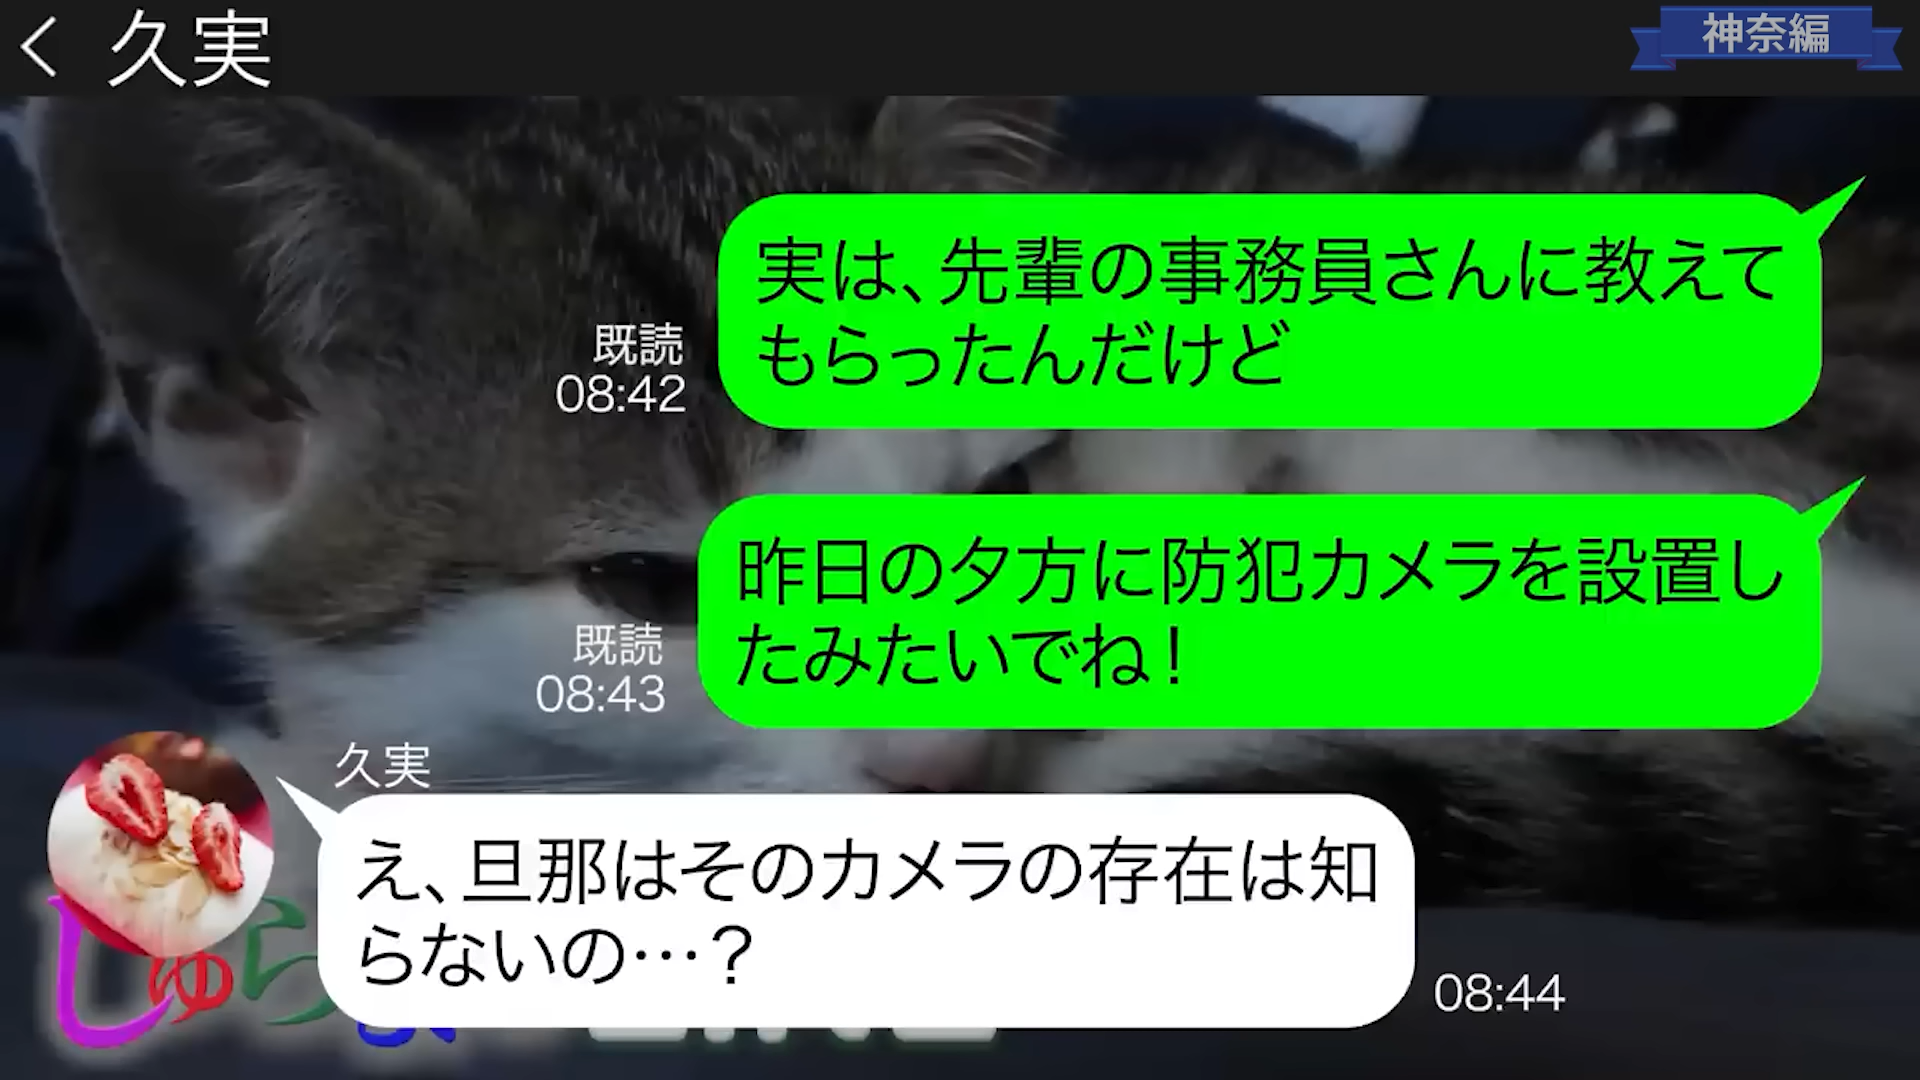 久実
神奈編
実は、先輩の事務員さんに教えて
もらったんだけど
既読
08:42
昨日の夕方に防犯カメラを設置し
たみたいでね！
既読
08:43
久実
え、旦那はそのカメラの存在は知
らないの…？
08:44
しゅら